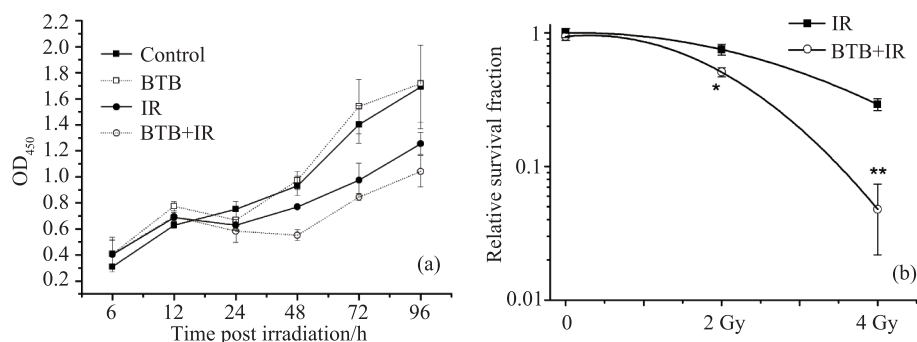 2.2
2.0
1.8
1.6
1.4
1.2
1.0
0.8
0.6
0.4
0.2
OD450
Control
BTB
IR
BTB+IR
(a)
6 12 24 48 72 96
Time post irradiation/h
1
0.1
0.01
Relative survival fraction
IR
BTB+IR
*
**
(b)
0 2 Gy 4 Gy